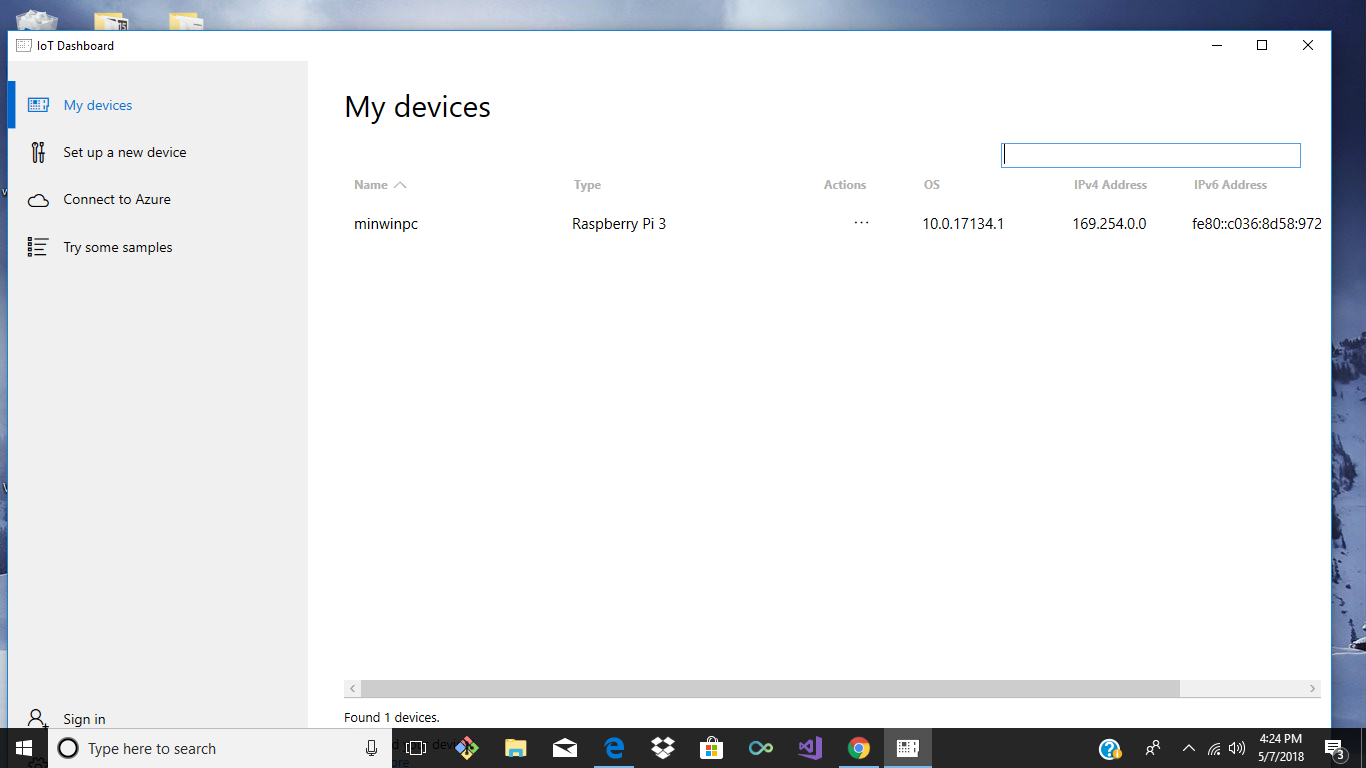 IoT Dashboard
My devices
Set up a new device
Connect to Azure
Try some samples
Sign in
My devices
Name Type Actions OS IPv4 Address IPv6 Address
minwinpc Raspberry Pi 3 ... 10.0.17134.1 169.254.0.0 fe80::c036:8d58:972
Found 1 devices.
Type here to search
4:24 PM
5/7/2018
3
15